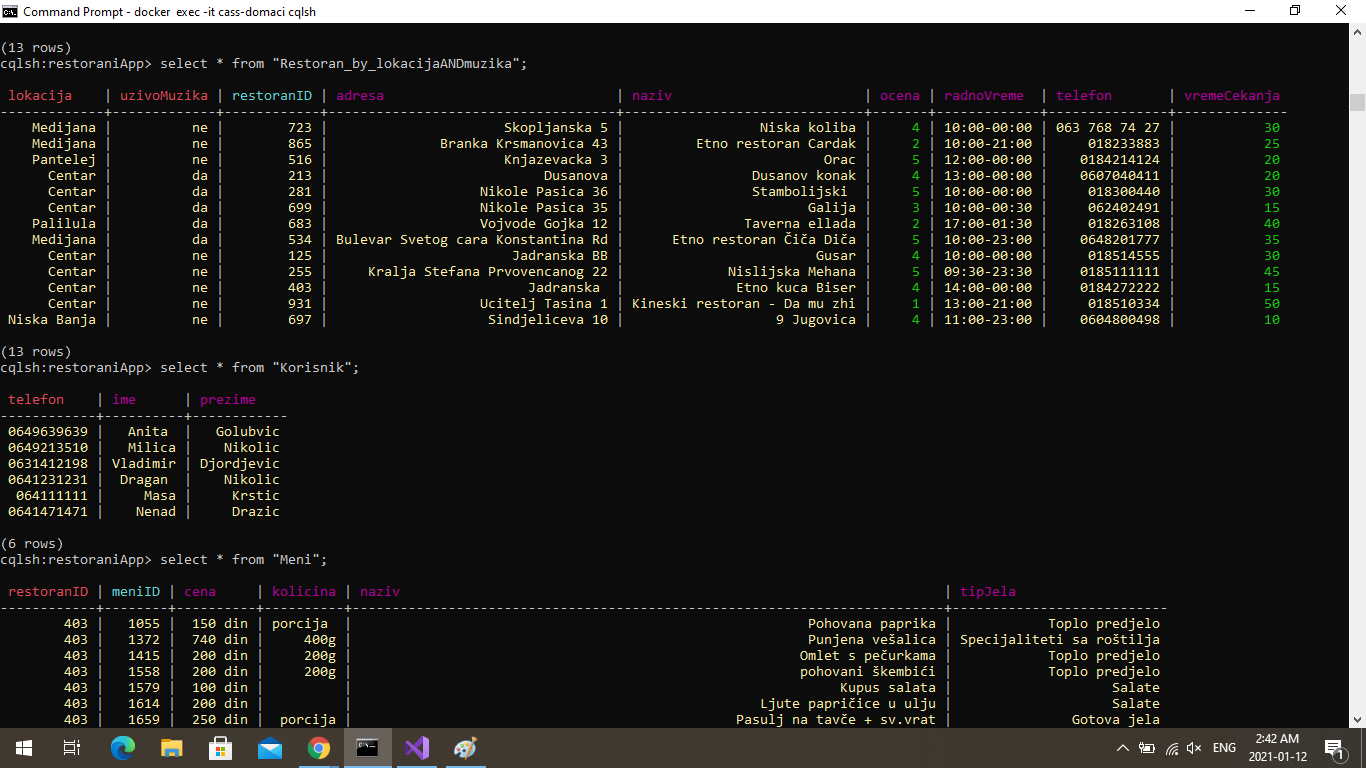 Command Prompt - docker exec -it cass-domaci cqlsh
(13 rows)
cqlsh:restoraniApp> select * from "Restoran_by_lokacijaANDmuzika";
lokacija | uzivoMuzika | restoranID | adresa | naziv | ocena | radnoVreme | telefon | vremeCekanja
Medijana | ne | 723 | Skopljanska 5 | Niska koliba | 4 | 10:00-00:00 | 063 768 74 27 | 30
Medijana | ne | 865 | Branka Krsmanovica 43 | Etno restoran Cardak | 2 | 10:00-21:00 | 018233883 | 25
Pantelej | ne | 516 | Knjazevacka 3 | Orac | 5 | 12:00-00:00 | 0184214124 | 20
Centar | da | 213 | Dusanova | Dusanov konak | 4 | 13:00-00:00 | 0607040411 | 20
Centar | da | 281 | Nikole Pasica 36 | Stambolijski | 5 | 10:00-00:00 | 018300440 | 30
Centar | da | 699 | Nikole Pasica 35 | Galija | 3 | 10:00-00:30 | 062402491 | 15
Palilula | da | 683 | Vojvode Gojka 12 | Taverna ellada | 2 | 17:00-01:30 | 018263108 | 40
Medijana | da | 534 | Bulevar Svetog cara Konstantina Rd | Etno restoran Čiča Diča | 5 | 10:00-23:00 | 0648201777 | 35
Centar | ne | 125 | Jadranska BB | Gusar | 4 | 10:00-00:00 | 018514555 | 30
Centar | ne | 255 | Kralja Stefana Prvovencanog 22 | Nislijska Mehana | 5 | 09:30-23:30 | 0185111111 | 45
Centar | ne | 403 | Jadranska | Etno kuca Biser | 4 | 14:00-00:00 | 0184272222 | 15
Centar | ne | 931 | Ucitelj Tasina 1 | Kineski restoran - Da mu zhi | 1 | 13:00-21:00 | 018510334 | 50
Niska Banja | ne | 697 | Sindjeliceva 10 | 9 Jugovica | 4 | 11:00-23:00 | 0604800498 | 10
(13 rows)
cqlsh:restoraniApp> select * from "Korisnik";
telefon | ime | prezime
0649639639 | Anita | Golubvic
0649213510 | Milica | Nikolic
0631412198 | Vladimir | Djordjevic
0641231231 | Dragan | Nikolic
064111111 | Masa | Krstic
0641471471 | Nenad | Drazic
(6 rows)
cqlsh:restoraniApp> select * from "Meni";
restoranID | meniID | cena | kolicina | naziv | tipJela
403 | 1055 | 150 din | porcija | Pohovana paprika | Toplo predjelo
403 | 1372 | 740 din | 400g | Punjena vešalica | Specijaliteti sa roštilja
403 | 1415 | 200 din | 200g | Omlet s pečurkama | Toplo predjelo
403 | 1558 | 200 din | 200g | pohovani škembići | Toplo predjelo
403 | 1579 | 100 din | | Kupus salata | Salate
403 | 1614 | 200 din | | Ljute papričice u ulju | Salate
403 | 1659 | 250 din | porcija | Pasulj na tavče + sv.vrat | Gotova jela
ENG
2:42 AM
2021-01-12
1